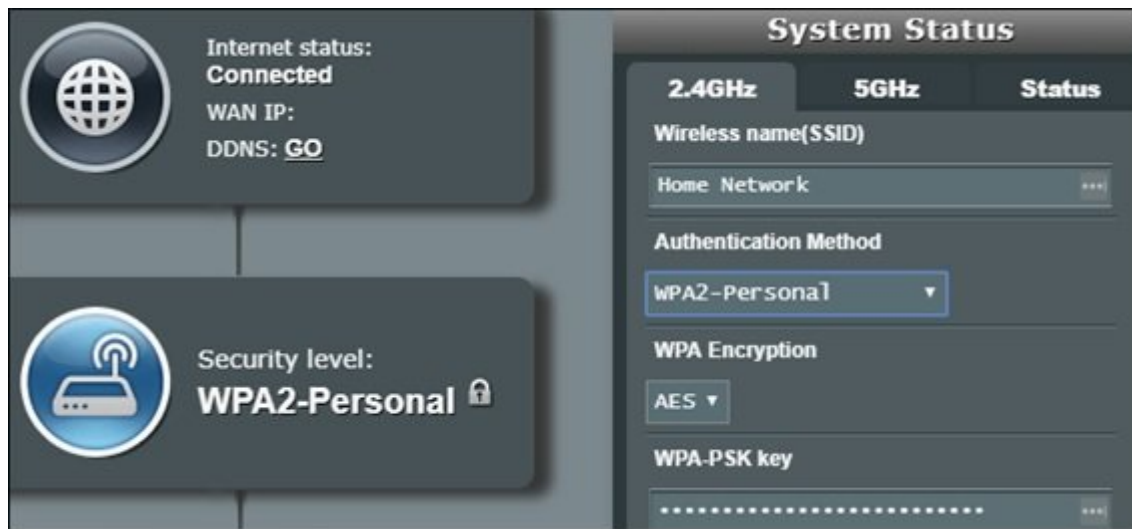 Internet status:
Connected
WAN IP:
DDNS: GO
Security level:
WPA2-Personal
System Status
2.4GHz 5GHz Status
Wireless name(SSID)
Home Network
Authentication Method
WPA2-Personal
WPA Encryption
AES
WPA-PSK key